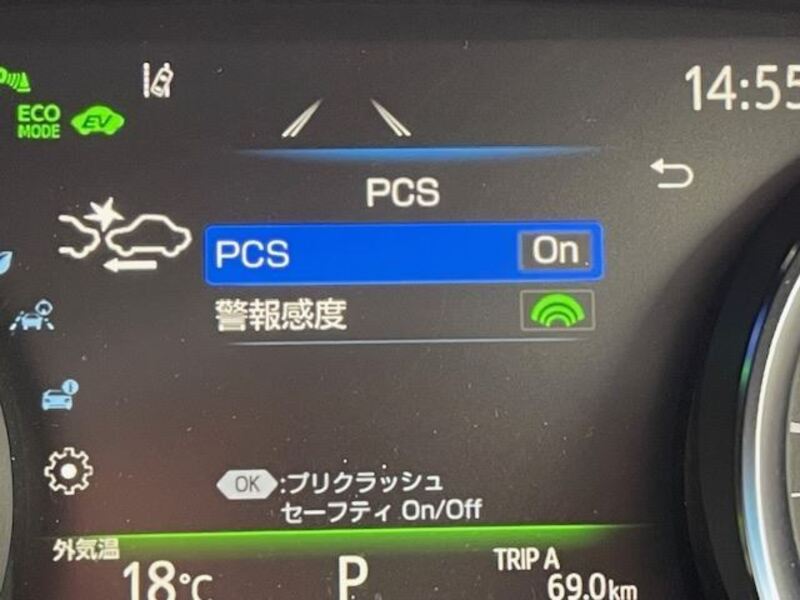 14:55
ECO
MODE
EV
PCS
PCS On
警報感度
OK :プリクラッシュ
セーフティ On/Off
外気温
18℃
P
TRIP A
69.0km